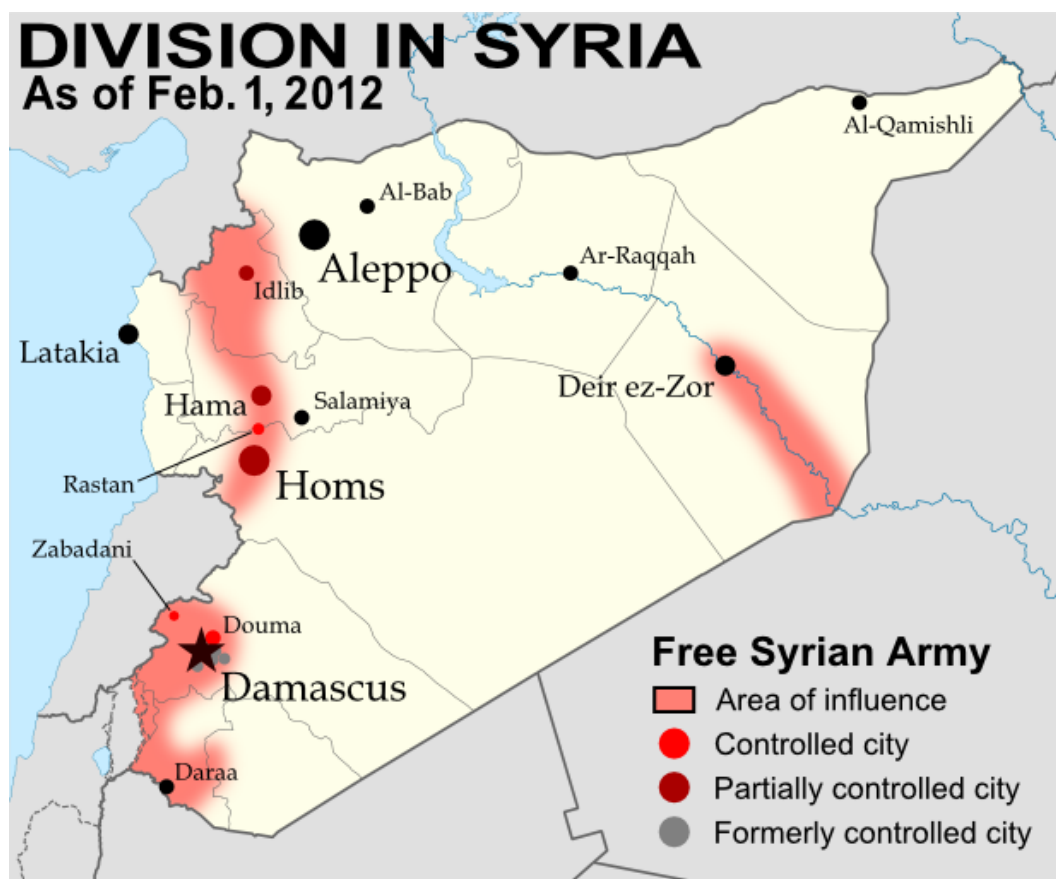 DIVISION IN SYRIA
As of Feb. 1, 2012
Al-Qamishli
Al-Bab
Aleppo
Ar-Raqqah
Idlib
Latakia
Deir ez-Zor
Hama
Salamiya
Rastan
Homs
Zabadani
Douma
Damascus
Daraa
Free Syrian Army
Area of influence
Controlled city
Partially controlled city
Formerly controlled city